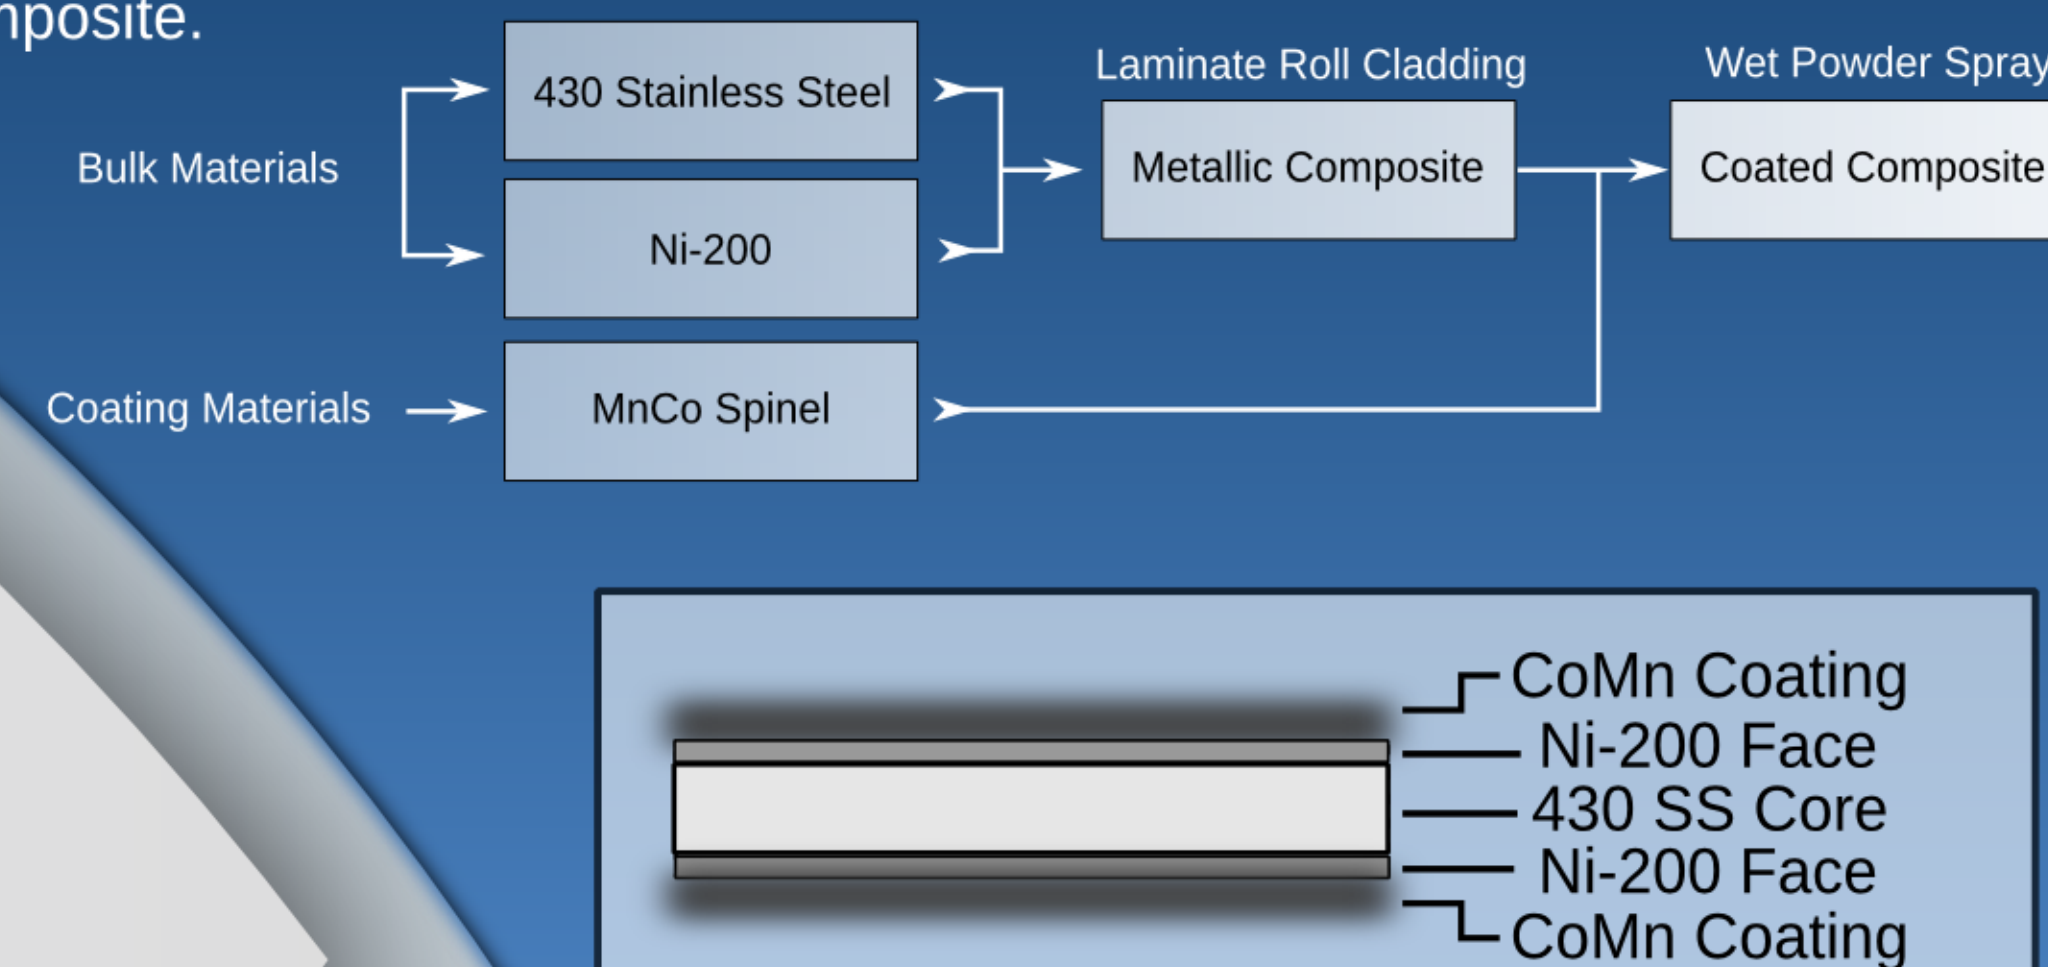 mposite.
430 Stainless Steel
Laminate Roll Cladding
Wet Powder Spray
Bulk Materials
Metallic Composite
Coated Composite
Ni-200
Coating Materials
MnCo Spinel
CoMn Coating
Ni-200 Face
430 SS Core
Ni-200 Face
CoMn Coating